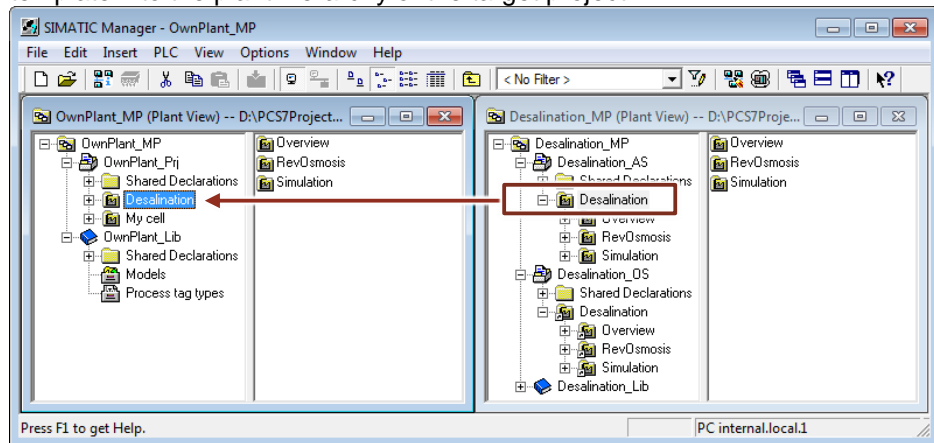 SIMATIC Manager - OwnPlant_MP
File Edit Insert PLC View Options Window Help
< No Filter >
OwnPlant_MP (Plant View) -- D:\PCS7Project...
OwnPlant_MP
OwnPlant_Prj
Shared Declarations
Desalination
My cell
OwnPlant_Lib
Shared Declarations
Models
Process tag types
Overview
RevOsmosis
Simulation
Desalination_MP (Plant View) -- D:\PCS7Proje...
Desalination_MP
Desalination_AS
Shared Declarations
Desalination
Overview
RevOsmosis
Simulation
Desalination_OS
Shared Declarations
Desalination
Overview
RevOsmosis
Simulation
Desalination_Lib
Overview
RevOsmosis
Simulation
Press F1 to get Help.
PC internal.local.1